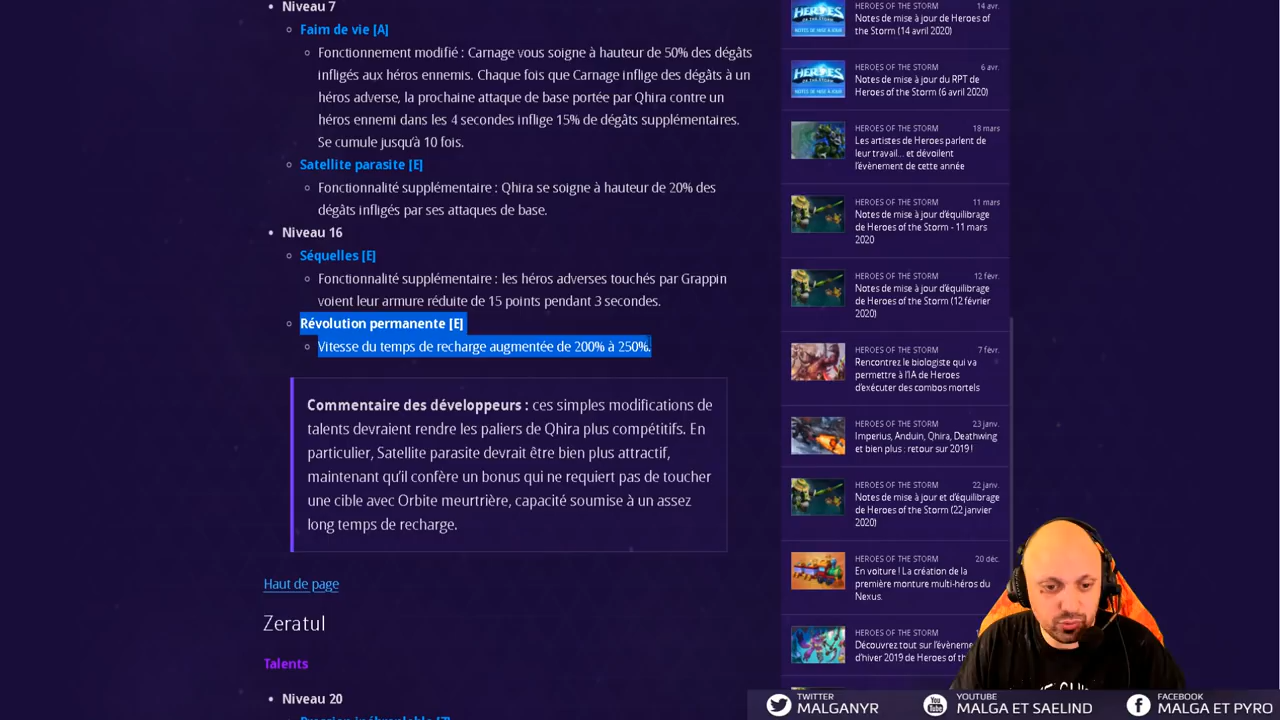 Niveau 7
Faim de vie [A]
Fonctionnement modifié : Carnage vous soigne à hauteur de 50% des dégâts
infligés aux héros ennemis. Chaque fois que Carnage inflige des dégâts à un
héros adverse, la prochaine attaque de base portée par Qhira contre un
héros ennemi dans les 4 secondes inflige 15% de dégâts supplémentaires.
Se cumule jusqu'à 10 fois.
Satellite parasite [E]
Fonctionnalité supplémentaire : Qhira se soigne à hauteur de 20% des
dégâts infligés par ses attaques de base.
Niveau 16
Séquelles [E]
Fonctionnalité supplémentaire : les héros adverses touchés par Grappin
voient leur armure réduite de 15 points pendant 3 secondes.
Révolution permanente [E]
Vitesse du temps de recharge augmentée de 200% à 250%.
Commentaire des développeurs : ces simples modifications de
talents devraient rendre les paliers de Qhira plus compétitifs. En
particulier, Satellite parasite devrait être bien plus attractif,
maintenant qu'il confère un bonus qui ne requiert pas de toucher
une cible avec Orbite meurtrière, capacité soumise à un assez
long temps de recharge.
Haut de page
Zeratul
Talents
Niveau 20
HEROES OF THE STORM 14 avr.
Notes de mise à jour de Heroes of
the Storm (14 avril 2020)
HEROES OF THE STORM 6 avr.
Notes de mise à jour du RPT de
Heroes of the Storm (6 avril 2020)
HEROES OF THE STORM 18 mars
Les artistes de Heroes parlent de
leur travail... et dévoilent
l'évènement de cette année
HEROES OF THE STORM 11 mars
Notes de mise à jour d'équilibrage
de Heroes of the Storm - 11 mars
2020
HEROES OF THE STORM 12 févr.
Notes de mise à jour d'équilibrage
de Heroes of the Storm (12 février
2020)
HEROES OF THE STORM 7 févr.
Rencontrez le biologiste qui va
permettre à l'IA de Heroes
d'exécuter des combos mortels
HEROES OF THE STORM 23 janv.
Imperius, Anduin, Qhira, Deathwing
et bien plus : retour sur 2019 !
HEROES OF THE STORM 22 janv.
Notes de mise à jour et d'équilibrage
de Heroes of the Storm (22 janvier
2020)
HEROES OF THE STORM 20 déc.
En voiture ! La création de la
première monture multi-héros du
Nexus.
HEROES OF THE STORM
Découvrez tout sur l'évènem
d'hiver 2019 de Heroes of th
TWITTER
MALGANYR
YOUTUBE
MALGA ET SAELIND
FACEBOOK
MALGA ET PYRO